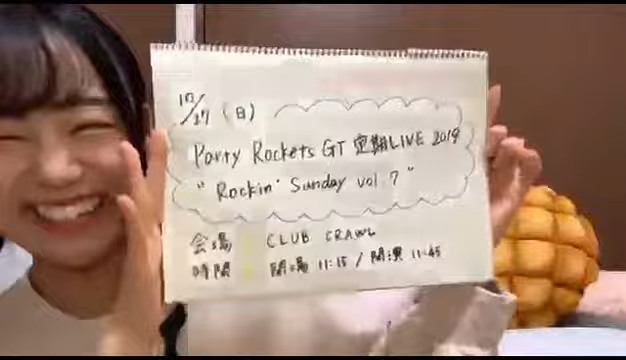 10/27 (日)
Party Rockets GT 定期LIVE 2019
"Rockin' Sunday vol.7"
会場 CLUB CRAWL
時間 開場 11:15 / 開演 11:45